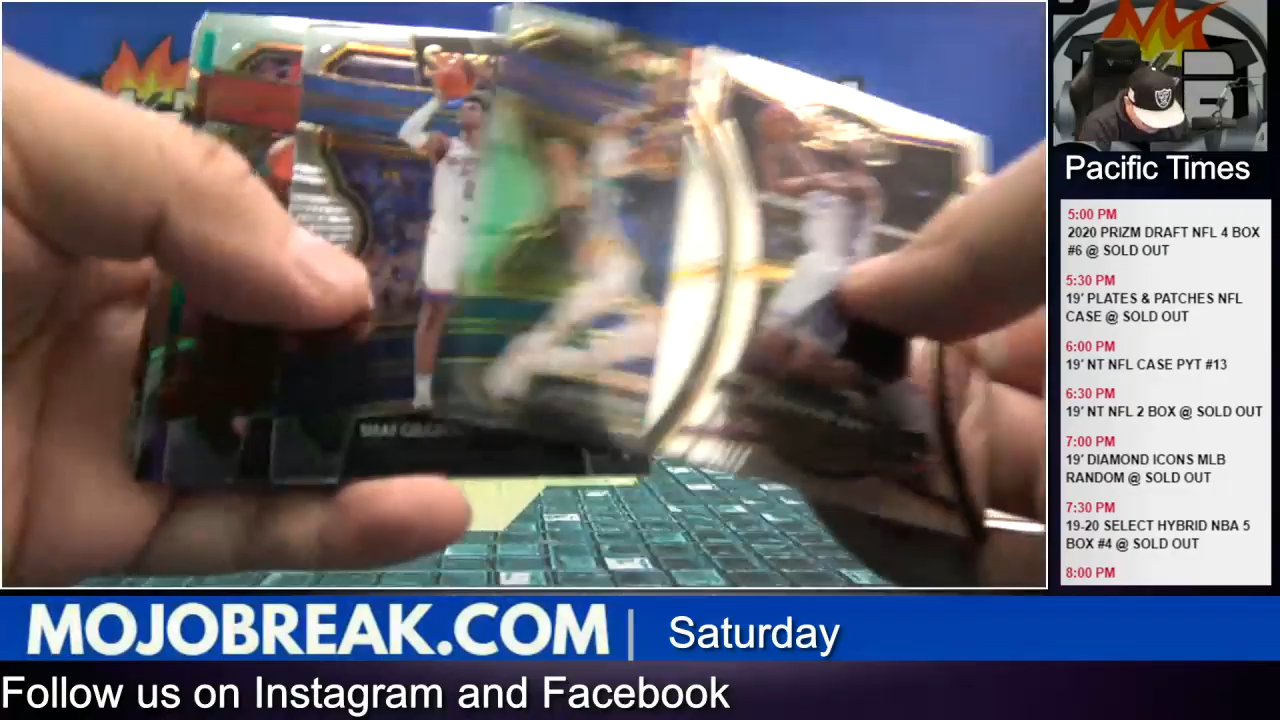 Pacific Times
5:00 PM
2020 PRIZM DRAFT NFL 4 BOX
#6 @ SOLD OUT
5:30 PM
19' PLATES & PATCHES NFL
CASE @ SOLD OUT
6:00 PM
19' NT NFL CASE PYT #13
6:30 PM
19' NT NFL 2 BOX @ SOLD OUT
7:00 PM
19' DIAMOND ICONS MLB
RANDOM @ SOLD OUT
7:30 PM
19-20 SELECT HYBRID NBA 5
BOX #4 @ SOLD OUT
8:00 PM
MOJOBREAK.COM | Saturday
Follow us on Instagram and Facebook